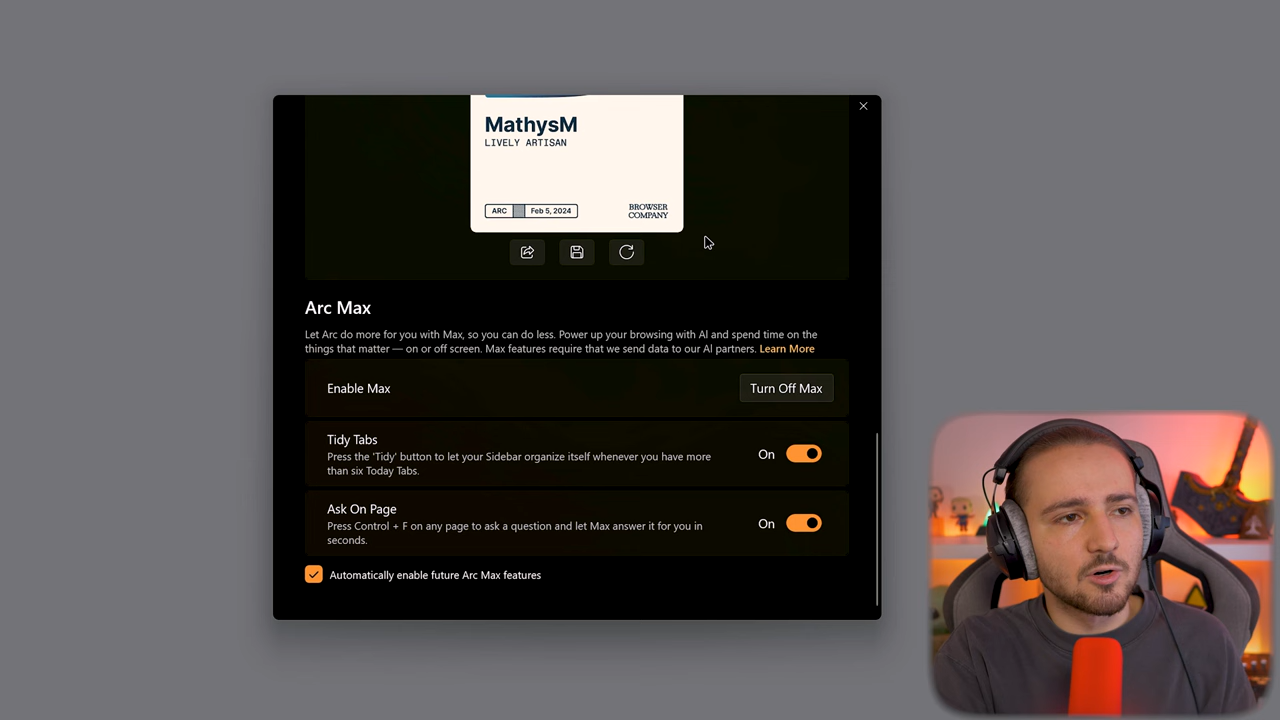 MathysM
LIVELY ARTISAN
ARC Feb 5, 2024
BROWSER
COMPANY
Arc Max
Let Arc do more for you with Max, so you can do less. Power up your browsing with AI and spend time on the
things that matter — on or off screen. Max features require that we send data to our AI partners. Learn More
Enable Max
Turn Off Max
Tidy Tabs
Press the 'Tidy' button to let your Sidebar organize itself whenever you have more
than six Today Tabs.
On
Ask On Page
Press Control + F on any page to ask a question and let Max answer it for you in
seconds.
On
Automatically enable future Arc Max features